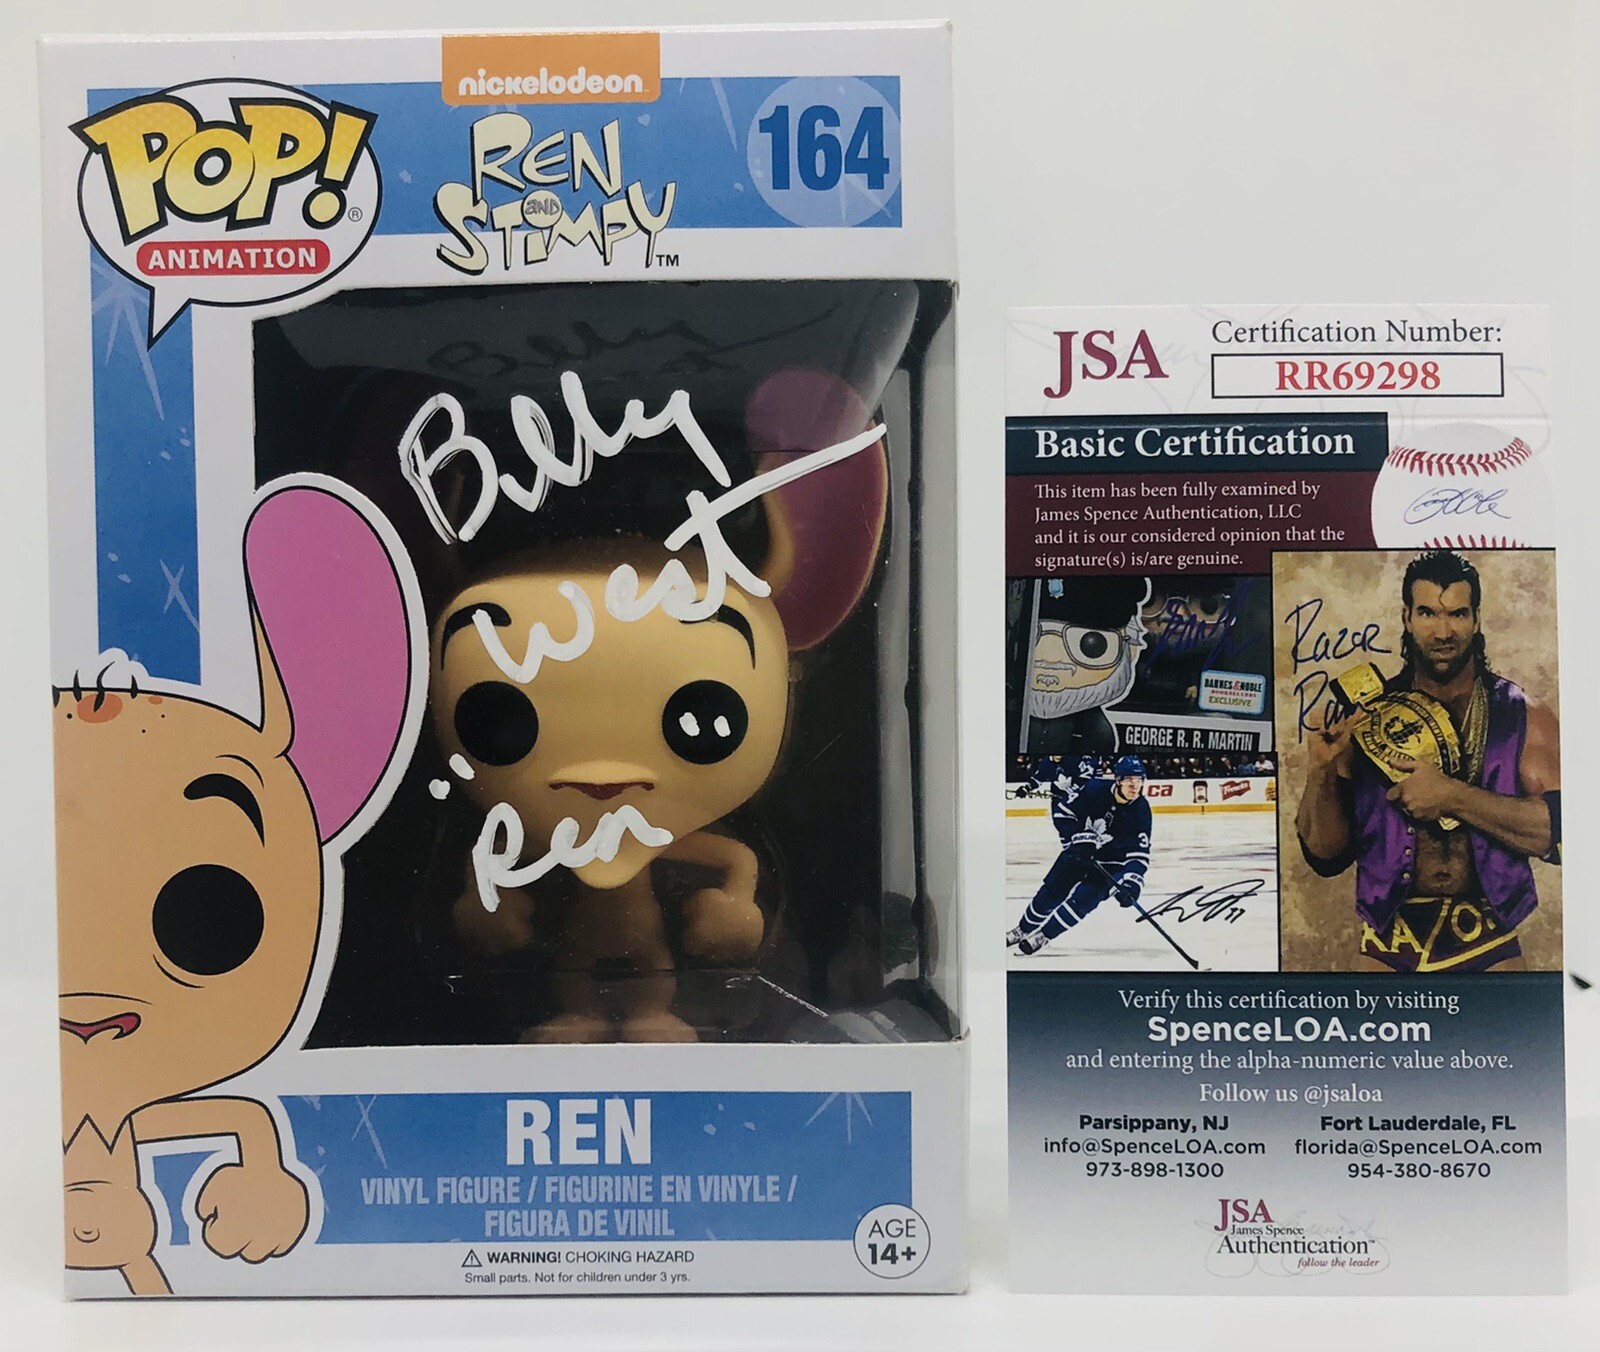 nickelodeon
POP!®
ANIMATION
REN
AND
STIMPY™
164
Billy
West
"Ren"
REN
VINYL FIGURE / FIGURINE EN VINYLE /
FIGURA DE VINIL
WARNING! CHOKING HAZARD
Small parts. Not for children under 3 yrs.
AGE
14+
JSA
Certification Number:
RR69298
Basic Certification
This item has been fully examined by
James Spence Authentication, LLC
and it is our considered opinion that the
signature(s) is/are genuine.
BARNES & NOBLE
BOOKSELLERS
EXCLUSIVE
GEORGE R. R. MARTIN
Razor
Ramon
Verify this certification by visiting
SpenceLOA.com
and entering the alpha-numeric value above.
Follow us @jsaloa
Parsippany, NJ
info@SpenceLOA.com
973-898-1300
Fort Lauderdale, FL
florida@SpenceLOA.com
954-380-8670
JSA
James Spence
Authentication™
follow the leader